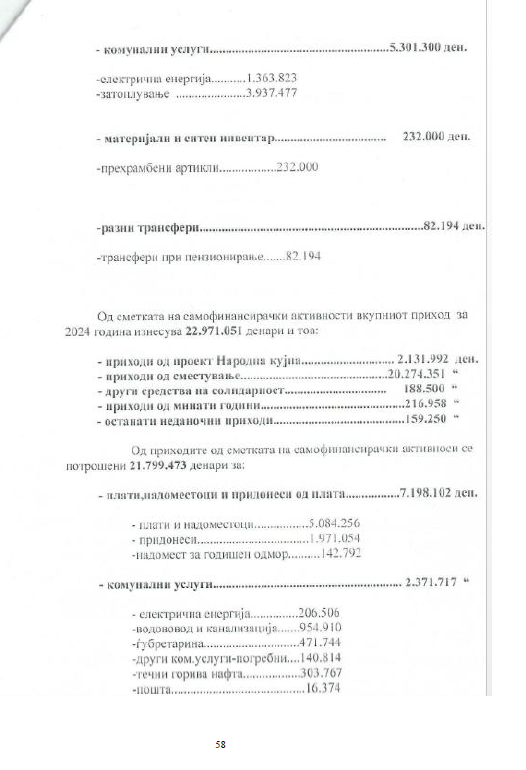 - комунални услуги...............................................5.301.300 ден.
-електрична енергија...........1.363.823
-затоплување .....................3.937.477
- материјали и ситен инвентар..................................... 232.000 ден.
-прехрамбени артикли.................232.000
-разни трансфери.............................................................82.194 ден.
-трансфери при пензионирање.......82.194
Од сметката на самофинансирачки активности вкупниот приход за
2024 година изнесува 22.971.051 денари и тоа:
- приходи од проект Народна кујна.......................... 2.131.992 ден.
- приходи од сместување.........................................20.274.351 “
- други средства на солидарност............................ 188.500 “
- приходи од минати години......................................216.958 “
- останати неданочни приходи...................................159.250 “
Од приходите од сметката на самофинансирачки активноси се
потрошени 21.799.473 денари за:
- плати,надоместоци и придонеси од плата................7.198.102 ден.
- плати и надоместоци.................5.084.256
- придонеси..................................1.971.054
-надомест за годишен одмор..........142.792
- комунални услуги.................................................... 2.371.717 “
- електрична енергија...............206.506
-водовод и канализација.......954.910
-ѓубретарина.............................471.744
-други ком.услуги-погребни....140.814
-течни горива нафта.................303.767
-пошта........................................16.374
58